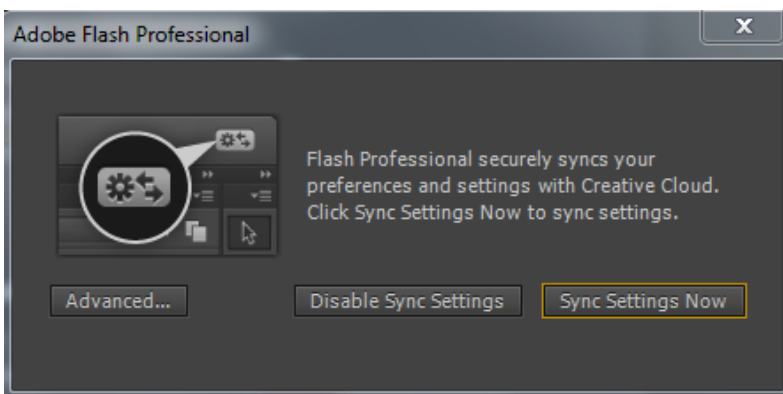 Adobe Flash Professional
Flash Professional securely syncs your
preferences and settings with Creative Cloud.
Click Sync Settings Now to sync settings.
Advanced...
Disable Sync Settings
Sync Settings Now